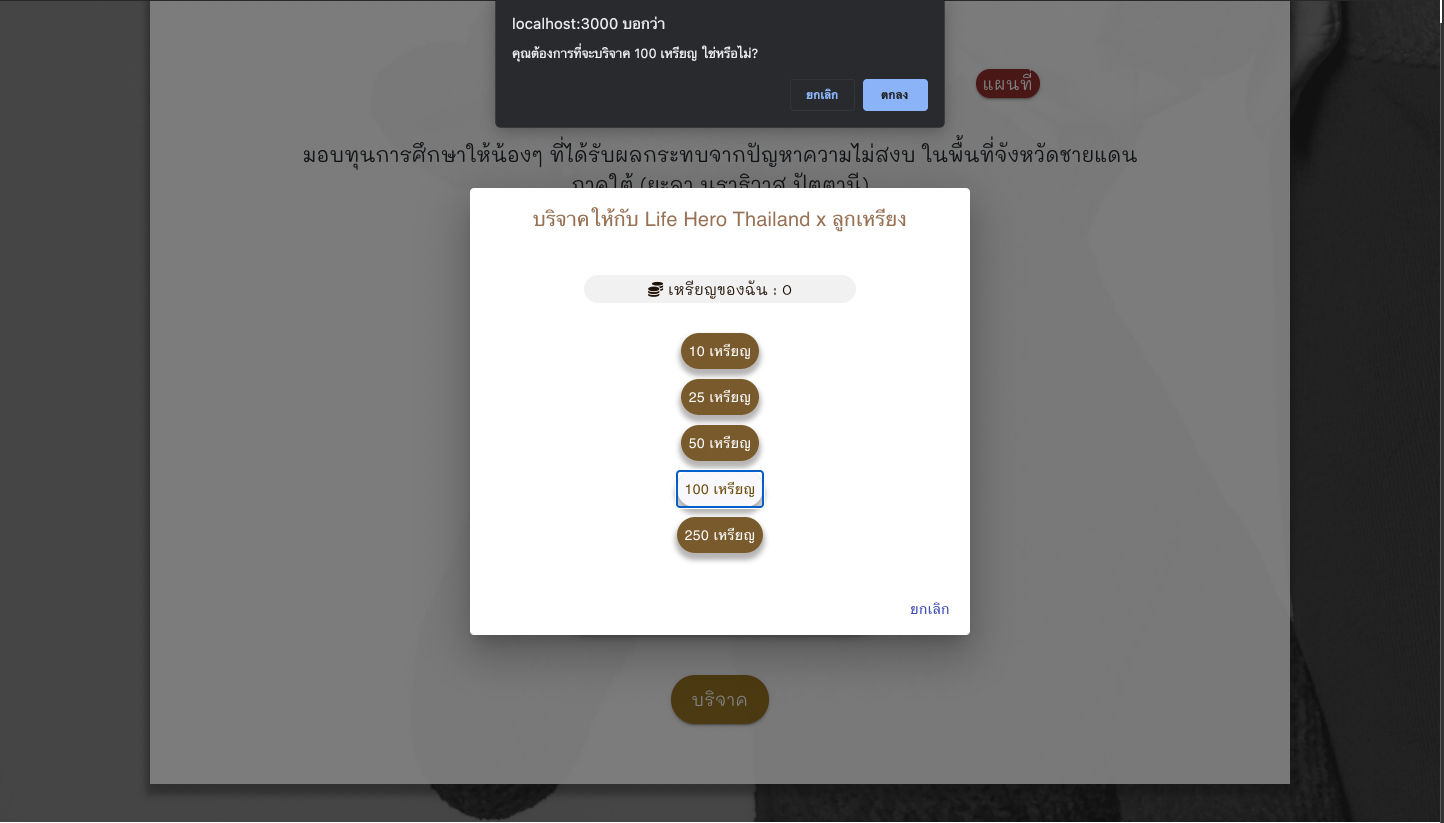 localhost:3000 บอกว่า
คุณต้องการที่จะบริจาค 100 เหรียญ ใช่หรือไม่?
ยกเลิก
ตกลง
แผนที่
มอบทุนการศึกษาให้น้องๆ ที่ได้รับผลกระทบจากปัญหาความไม่สงบ ในพื้นที่จังหวัดชายแดน
ภาคใต้ (ยะลา นราธิวาส ปัตตานี)
บริจาคให้กับ Life Hero Thailand x ลูกเหรียง
เหรียญของฉัน : 0
10 เหรียญ
25 เหรียญ
50 เหรียญ
100 เหรียญ
250 เหรียญ
ยกเลิก
บริจาค